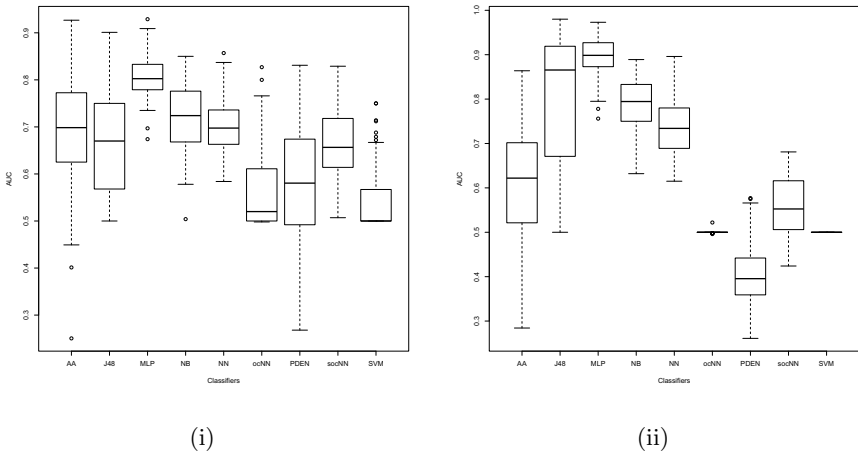 0.9
0.8
0.7
0.6
0.5
0.4
0.3
AUC
AA J48 MLP NB NN ocNN PDEN socNN SVM
Classifiers
(i)
1.0
0.9
0.8
0.7
0.6
0.5
0.4
0.3
AUC
AA J48 MLP NB NN ocNN PDEN socNN SVM
Classifiers
(ii)